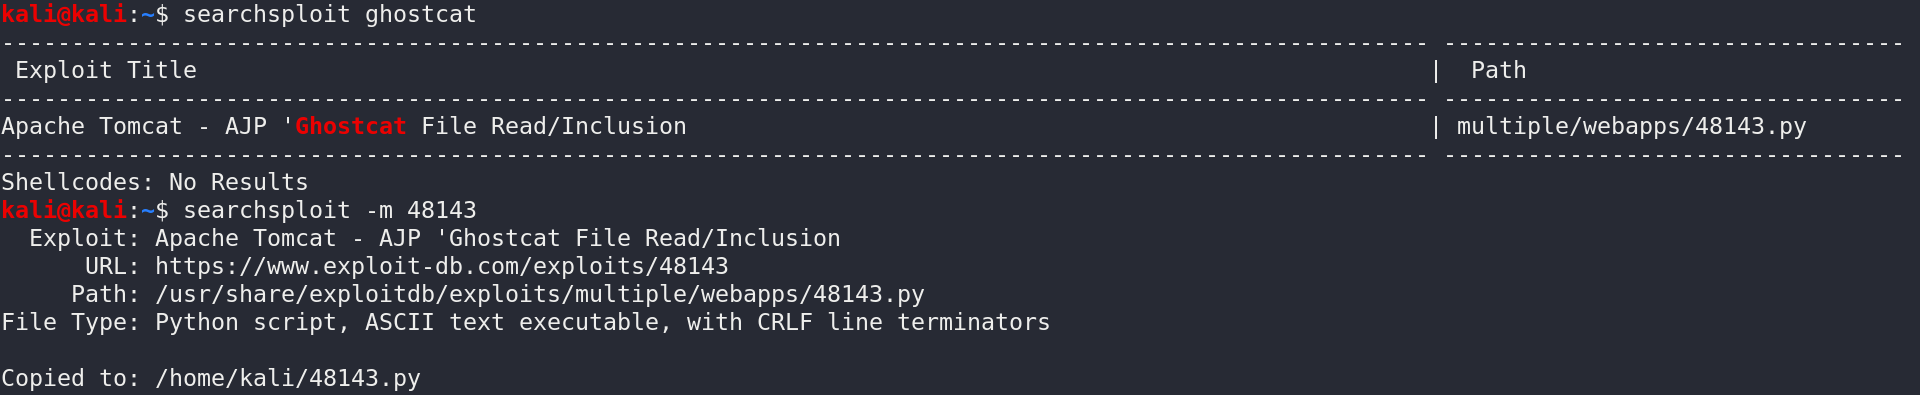 kali@kali:~$ searchsploit ghostcat
------------------------------------------------------------------------------------------------------ ---------------------------------
 Exploit Title                                                                                        |  Path
------------------------------------------------------------------------------------------------------ ---------------------------------
Apache Tomcat - AJP 'Ghostcat File Read/Inclusion                                                     | multiple/webapps/48143.py
------------------------------------------------------------------------------------------------------ ---------------------------------
Shellcodes: No Results
kali@kali:~$ searchsploit -m 48143
  Exploit: Apache Tomcat - AJP 'Ghostcat File Read/Inclusion
      URL: https://www.exploit-db.com/exploits/48143
     Path: /usr/share/exploitdb/exploits/multiple/webapps/48143.py
File Type: Python script, ASCII text executable, with CRLF line terminators

Copied to: /home/kali/48143.py